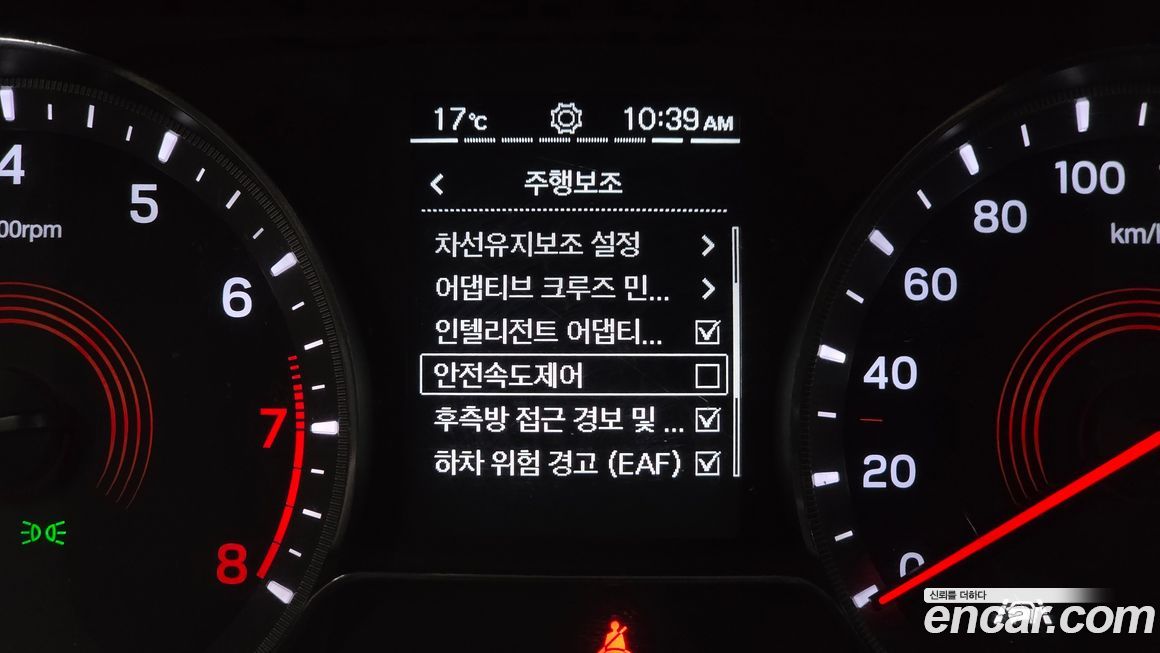 17℃
10:39 AM
주행보조
차선유지보조 설정
어댑티브 크루즈 민...
인텔리전트 어댑티...
안전속도제어
후측방 접근 경보 및 ...
하차 위험 경고 (EAF)
4
5
6
7
8
00rpm
100
80
60
40
20
0
km/h
신뢰를 더하다
encar.com